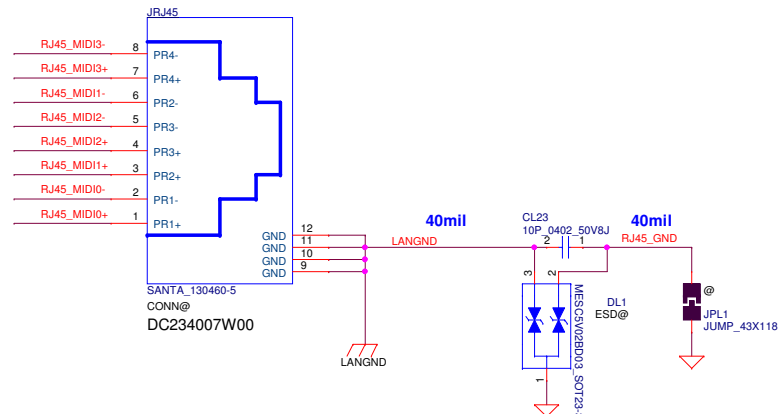 JRJ45
RJ45_MIDI3- 8 PR4-
RJ45_MIDI3+ 7 PR4+
RJ45_MIDI1- 6 PR2-
RJ45_MIDI2- 5 PR3-
RJ45_MIDI2+ 4 PR3+
RJ45_MIDI1+ 3 PR2+
RJ45_MIDI0- 2 PR1-
RJ45_MIDI0+ 1 PR1+
GND 12
GND 11
GND 10
GND 9
SANTA_130460-5
CONN@
DC234007W00
LANGND
40mil
LANGND
CL23
10P_0402_50V8J
2 1
40mil
RJ45_GND
3 2
1
MESC5V02BD03_SOT23-
DL1
ESD@
@
JPL1
JUMP_43X118